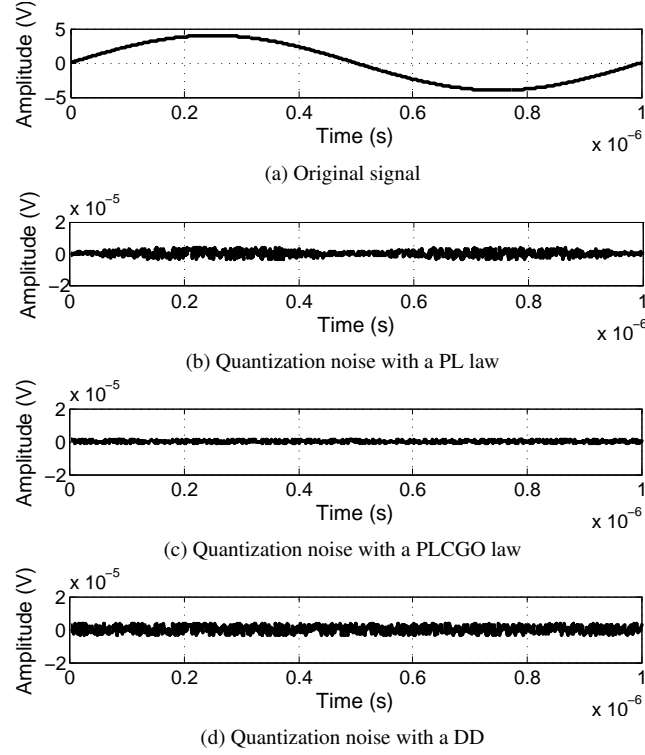 Amplitude (V)
5
0
−5
0 0.2 0.4 0.6 0.8 1
Time (s)
x 10⁻⁶
(a) Original signal
x 10⁻⁵
Amplitude (V)
2
0
−2
0 0.2 0.4 0.6 0.8 1
Time (s)
x 10⁻⁶
(b) Quantization noise with a PL law
x 10⁻⁵
Amplitude (V)
2
0
−2
0 0.2 0.4 0.6 0.8 1
Time (s)
x 10⁻⁶
(c) Quantization noise with a PLCGO law
x 10⁻⁵
Amplitude (V)
2
0
−2
0 0.2 0.4 0.6 0.8 1
Time (s)
x 10⁻⁶
(d) Quantization noise with a DD